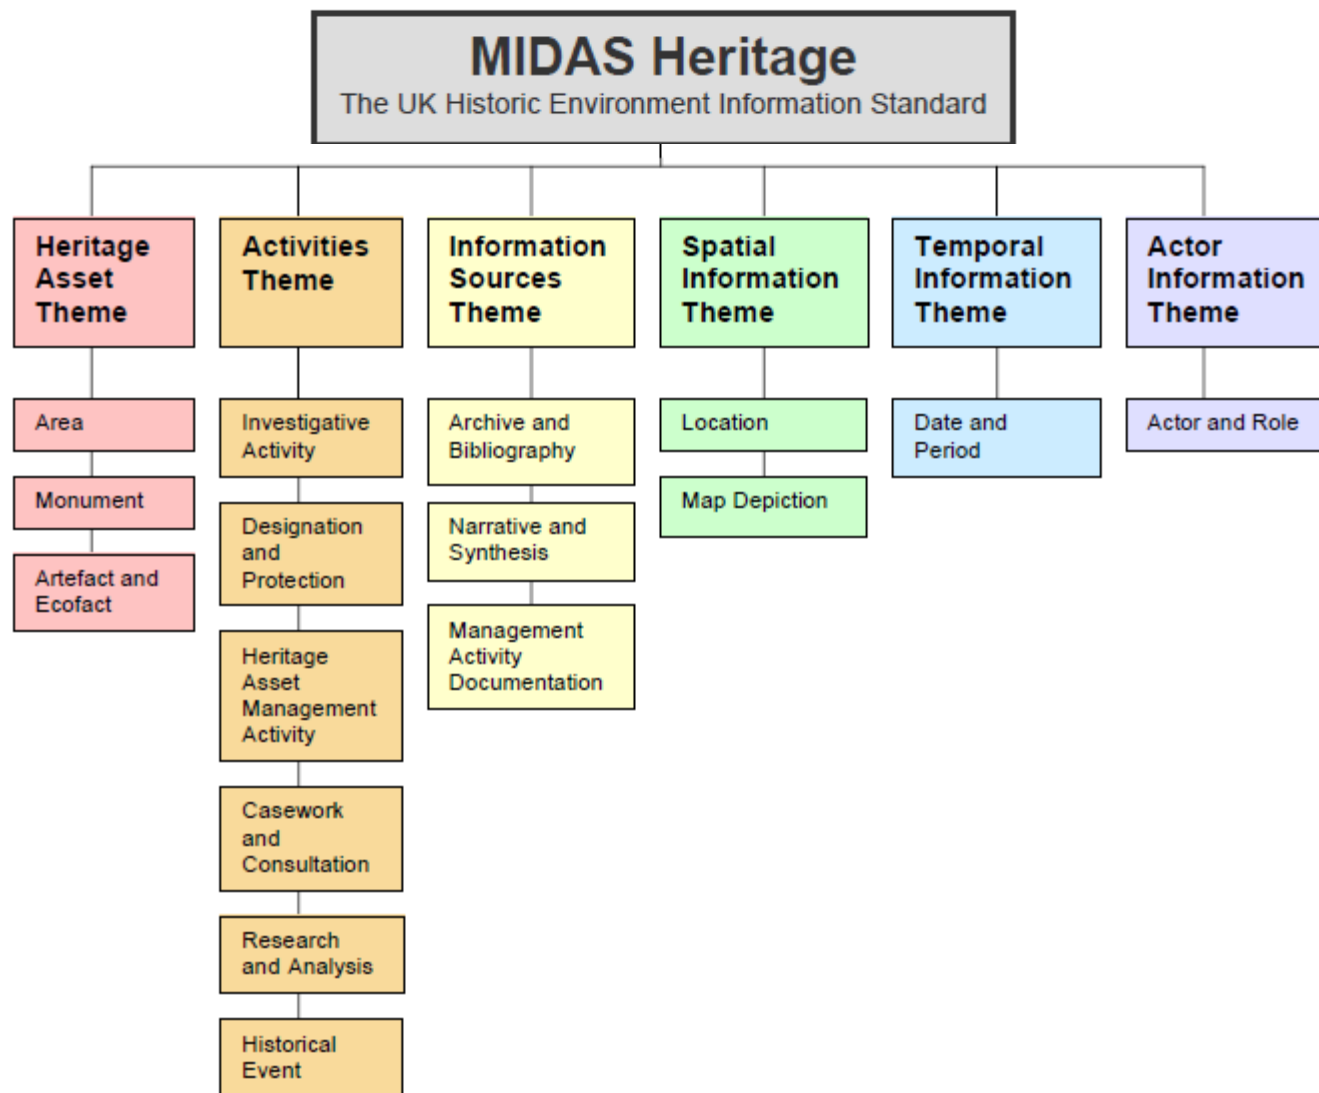 MIDAS Heritage
The UK Historic Environment Information Standard
Heritage
Asset
Theme
Activities
Theme
Information
Sources
Theme
Spatial
Information
Theme
Temporal
Information
Theme
Actor
Information
Theme
Area
Monument
Artefact and
Ecofact
Investigative
Activity
Designation
and
Protection
Heritage
Asset
Management
Activity
Casework
and
Consultation
Research
and Analysis
Historical
Event
Archive and
Bibliography
Narrative and
Synthesis
Management
Activity
Documentation
Location
Map Depiction
Date and
Period
Actor and Role